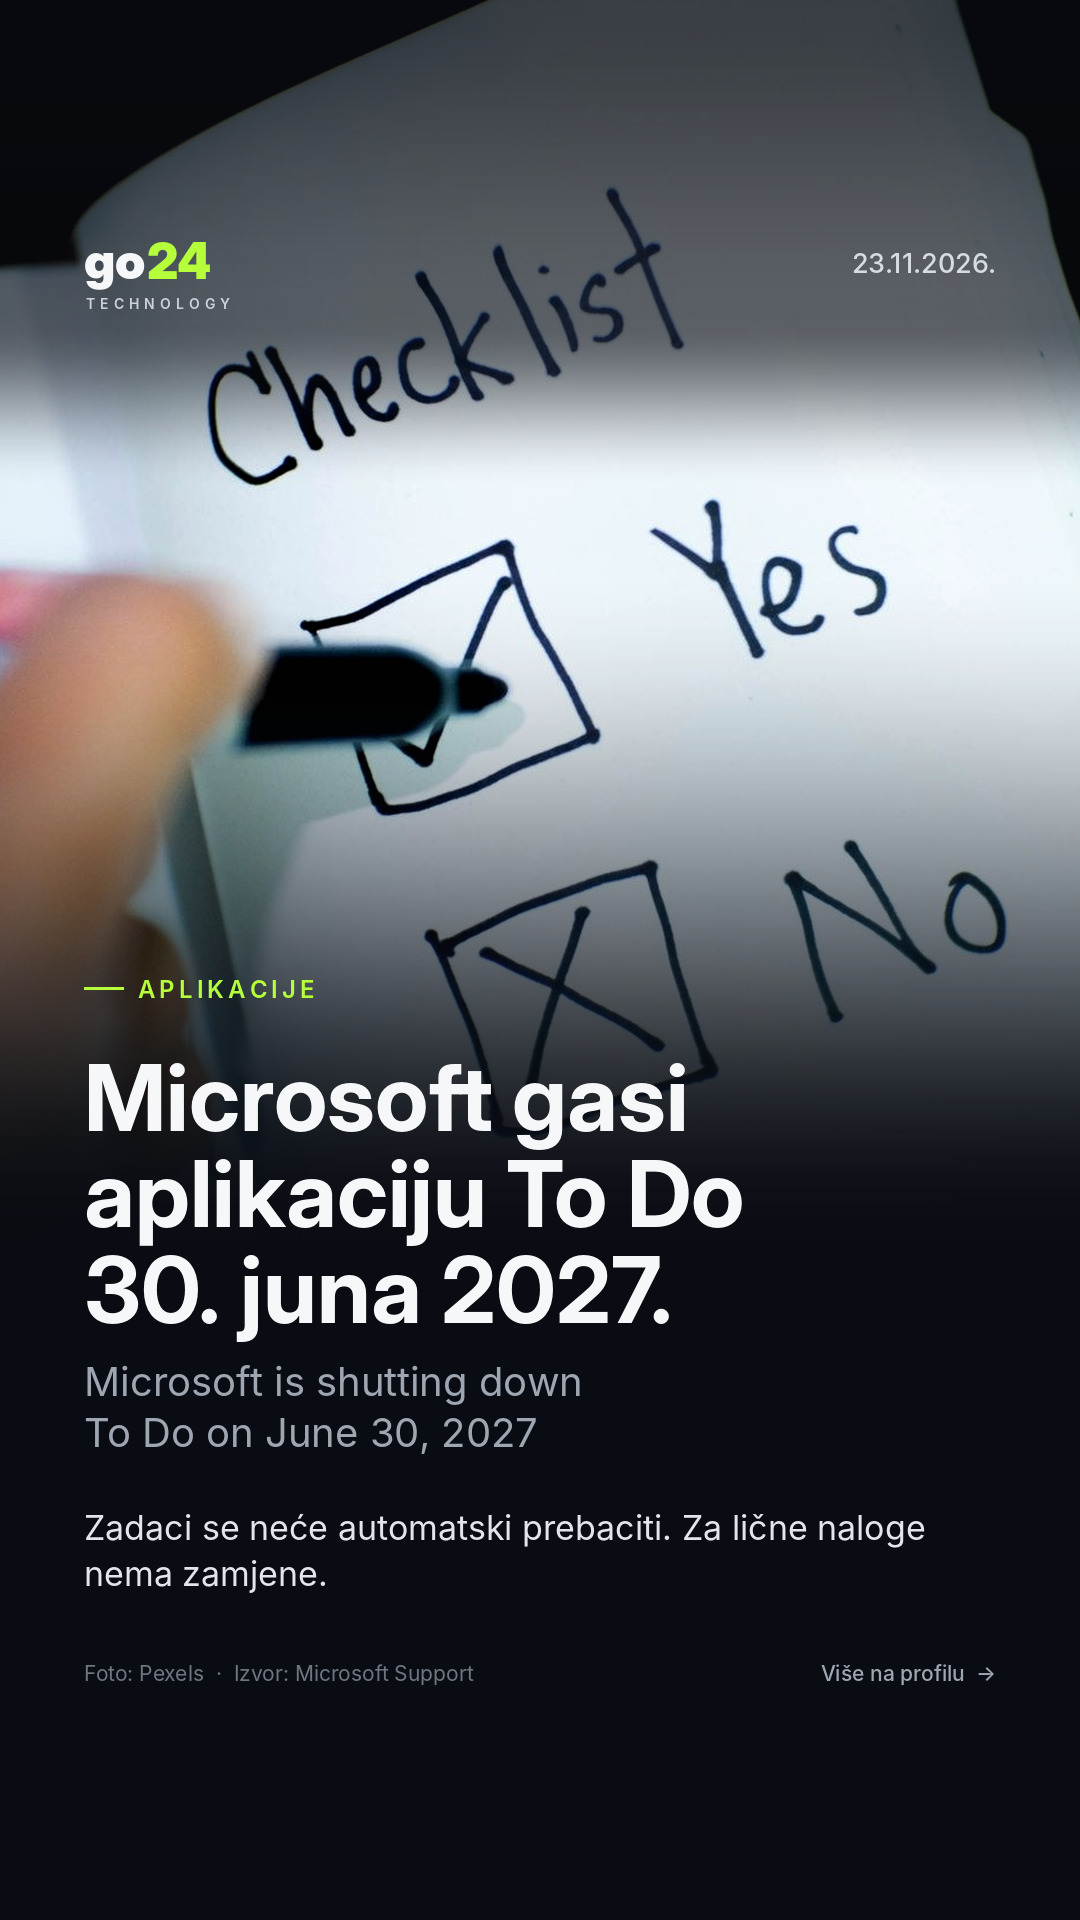 go24
TECHNOLOGY
23.11.2026.
Checklist
Yes
No
APLIKACIJE
Microsoft gasi
aplikaciju To Do
30. juna 2027.
Microsoft is shutting down
To Do on June 30, 2027
Zadaci se neće automatski prebaciti. Za lične naloge
nema zamjene.
Foto: Pexels · Izvor: Microsoft Support
Više na profilu →